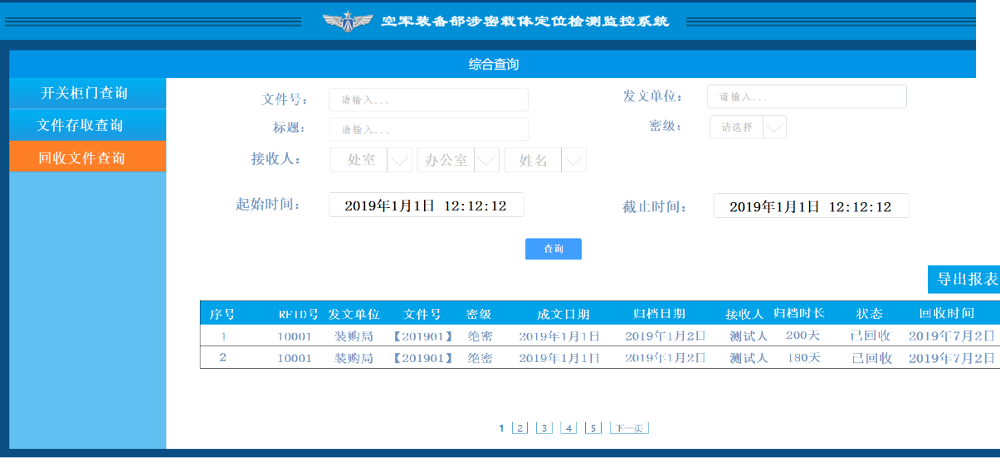 空军装备部涉密载体定位检测监控系统
综合查询
开关柜门查询
文件存取查询
回收文件查询
文件号： 请输入... 发文单位： 请输入...
标题： 请输入... 密级： 请选择
接收人： 处室 办公室 姓名
起始时间： 2019年1月1日 12:12:12 截止时间： 2019年1月1日 12:12:12
查询
导出报表
序号 RFID号 发文单位 文件号 密级 成文日期 归档日期 接收人 归档时长 状态 回收时间
1 10001 装购局 【201901】 绝密 2019年1月1日 2019年1月2日 测试人 200天 已回收 2019年7月2日
2 10001 装购局 【201901】 绝密 2019年1月1日 2019年1月2日 测试人 180天 已回收 2019年7月2日
1 2 3 4 5 下一页